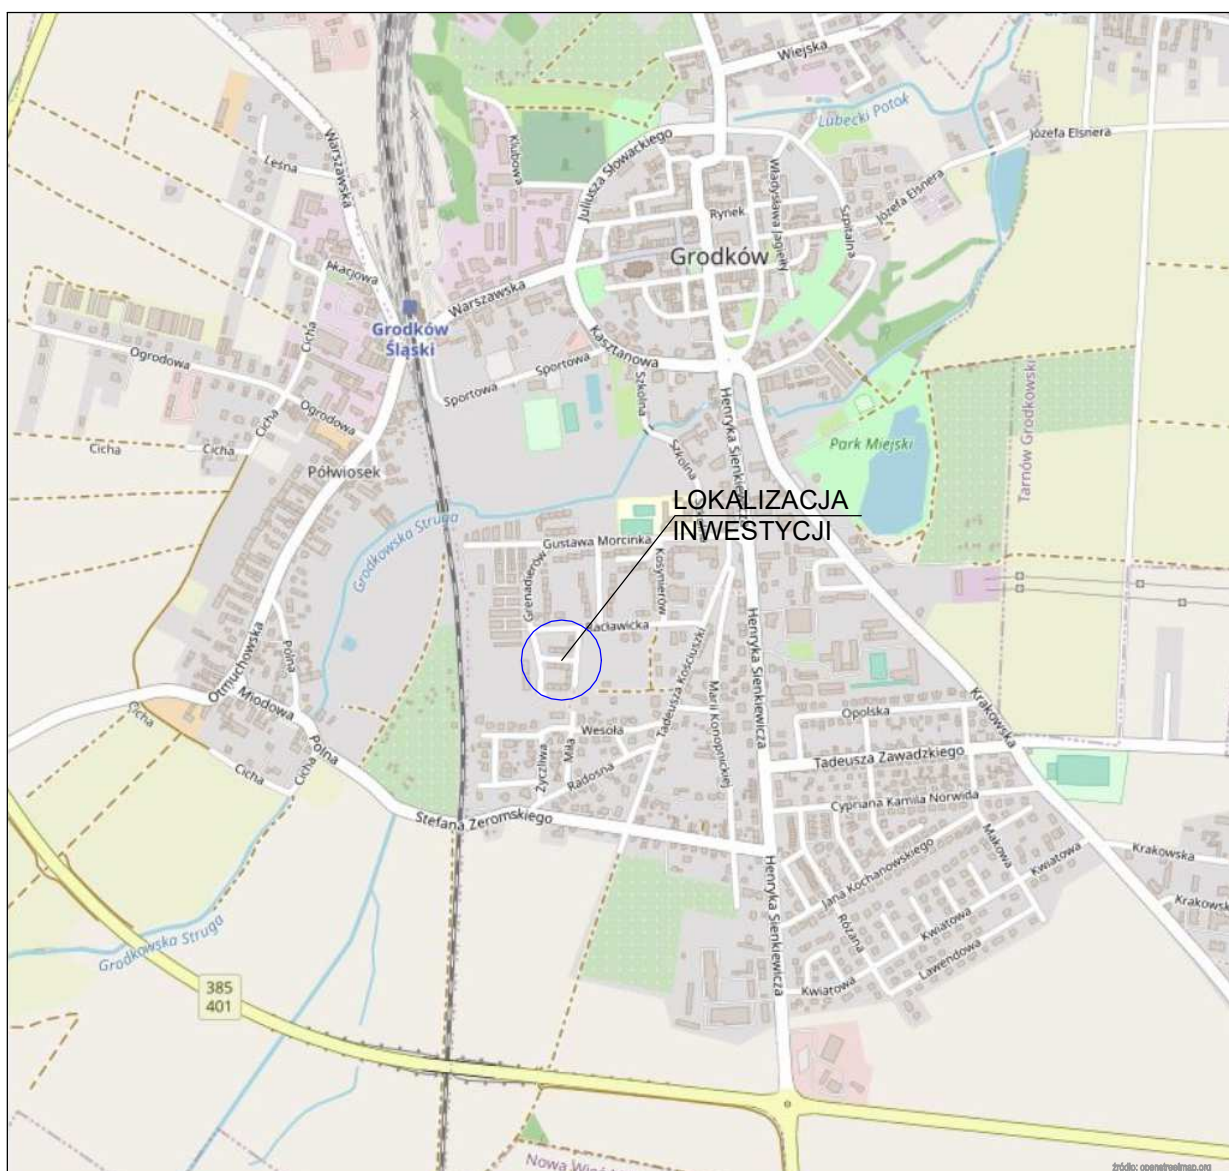 Wiejska
Lubecki Potok
Józefa Elsnera
Warszawska
Leśna
Klubowa
Juliusza Słowackiego
Władysława Jagiełły
Szpitalna
Józefa Elsnera
Rynek
Grodków
Akacjowa
Warszawska
Grodków
Śląski
Cicha
Ogrodowa
Kasztanowa
Sportowa
Sportowa
Szkolna
Tarnów Grodkowski
Ogrodowa
Cicha
Henryka Sienkiewicza
Park Miejski
Cicha
Cicha
Półwiosek
Szkolna
LOKALIZACJA
INWESTYCJI
Grodkowska Struga
Gustawa Morcinka
Grenadierów
Kosynierów
Racławicka
Henryka Sienkiewicza
Tadeusza Kościuszki
Marii Konopnickiej
Polna
Otmuchowska
Miodowa
Krakowska
Cicha
Opolska
Wesoła
Polna
Miła
Życzliwa
Tadeusza Zawadzkiego
Cicha
Cicha
Radosna
Cypriana Kamila Norwida
Stefana Żeromskiego
Makowa
Jana Kochanowskiego
Kwiatowa
Krakowska
Henryka Sienkiewicza
Krakowsk
Różana
Kwiatowa
Grodkowska Struga
Lawendowa
385
401
Kwiatowa
Nowa Wieś
źródło: openstreetmap.org